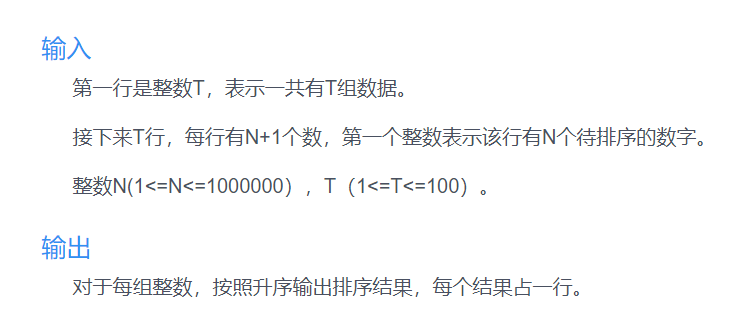 输入
第一行是整数T，表示一共有T组数据。
接下来T行，每行有N+1个数，第一个整数表示该行有N个待排序的数字。
整数N(1<=N<=1000000），T（1<=T<=100）。
输出
对于每组整数，按照升序输出排序结果，每个结果占一行。